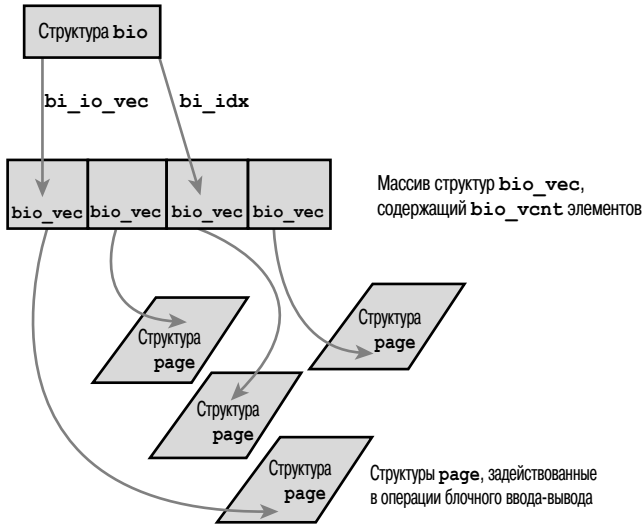 Структура bio
bi_io_vec
bi_idx
bio_vec
bio_vec
bio_vec
bio_vec
Массив структур bio_vec,
содержащий bio_vcnt элементов
Структура
page
Структура
page
Структура
page
Структура
page
Структуры page, задействованные
в операции блочного ввода-вывода